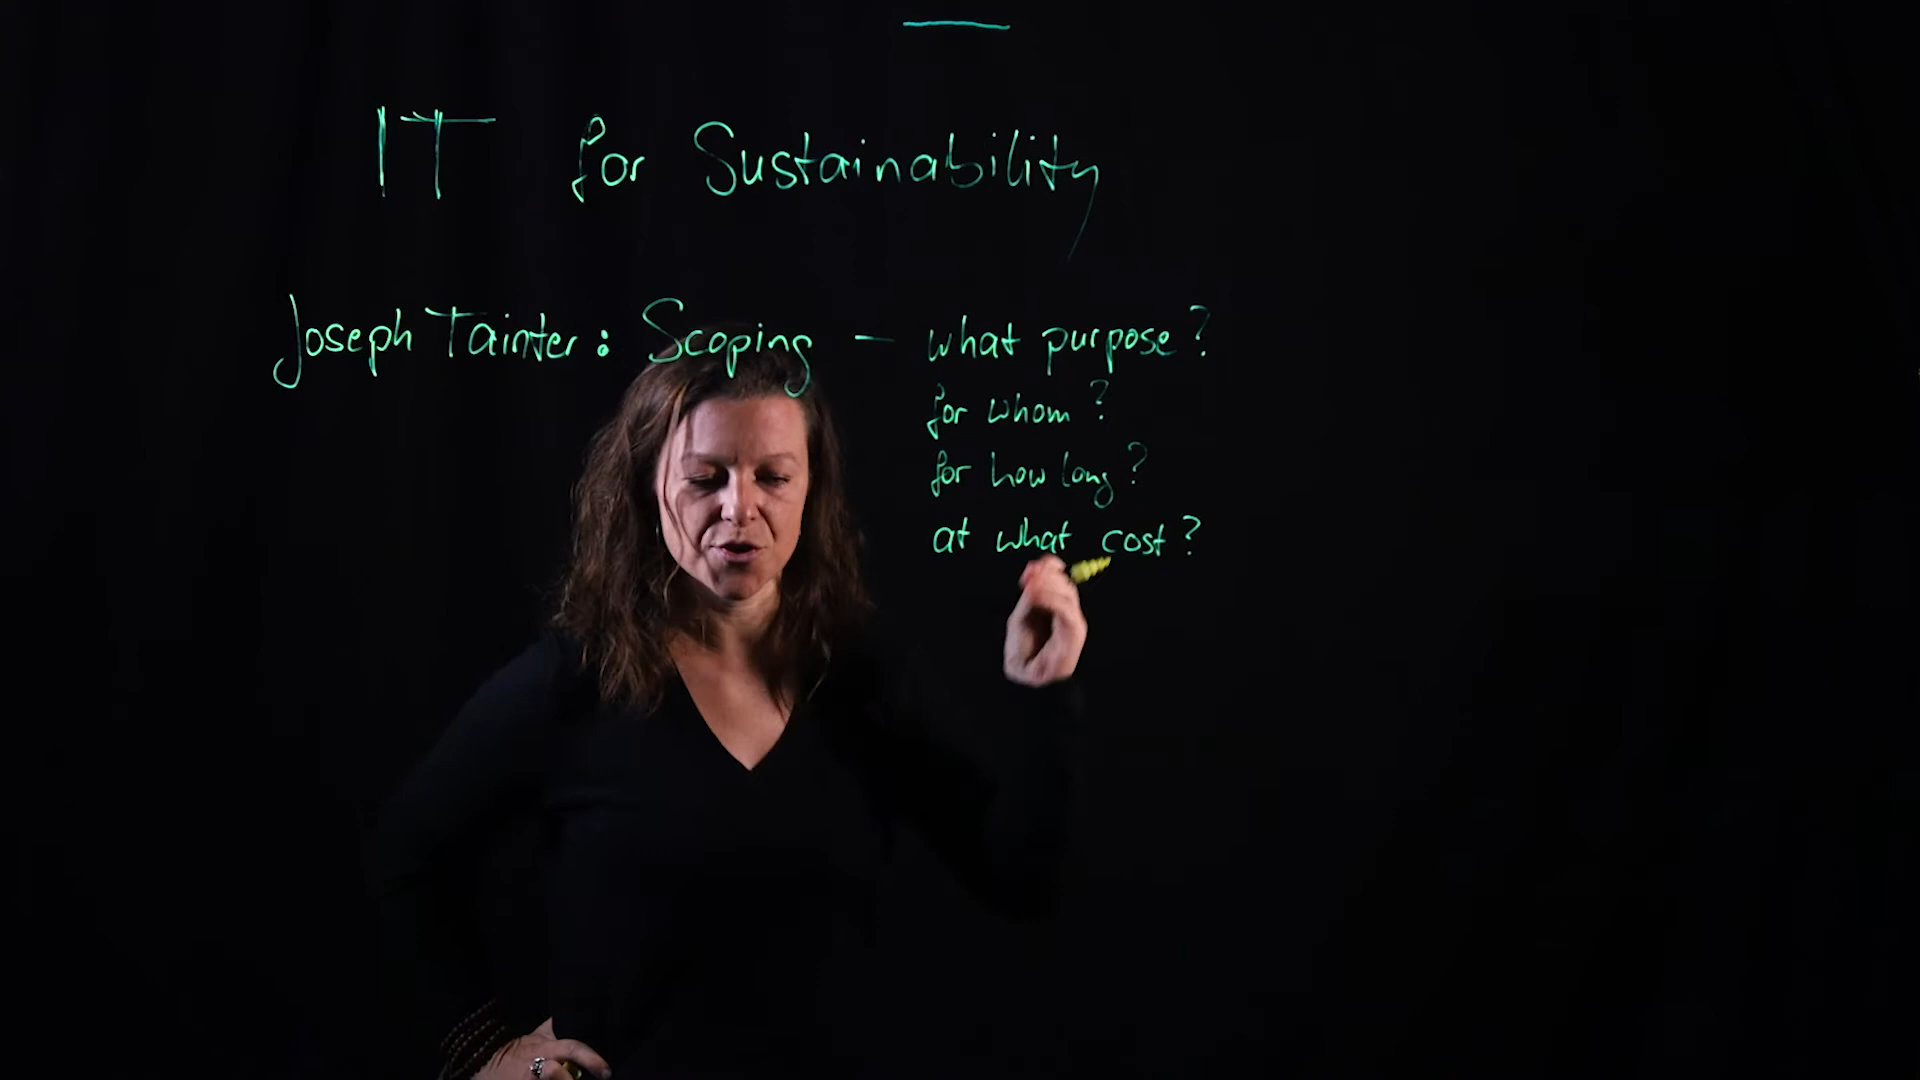 IT for Sustainability
Joseph Tainter: Scoping – what purpose?
for whom?
for how long?
at what cost?